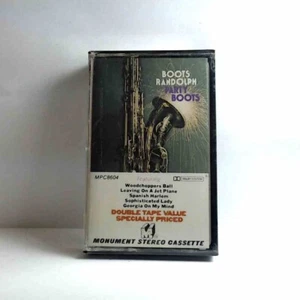 BOOTS
RANDOLPH
PARTY
BOOTS
MPC8604
Featuring
Woodchoppers Ball
Leaving On A Jet Plane
Spanish Harlem
Sophisticated Lady
Georgia On My Mind
DOUBLE TAPE VALUE
SPECIALLY PRICED
MONUMENT STEREO CASSETTE